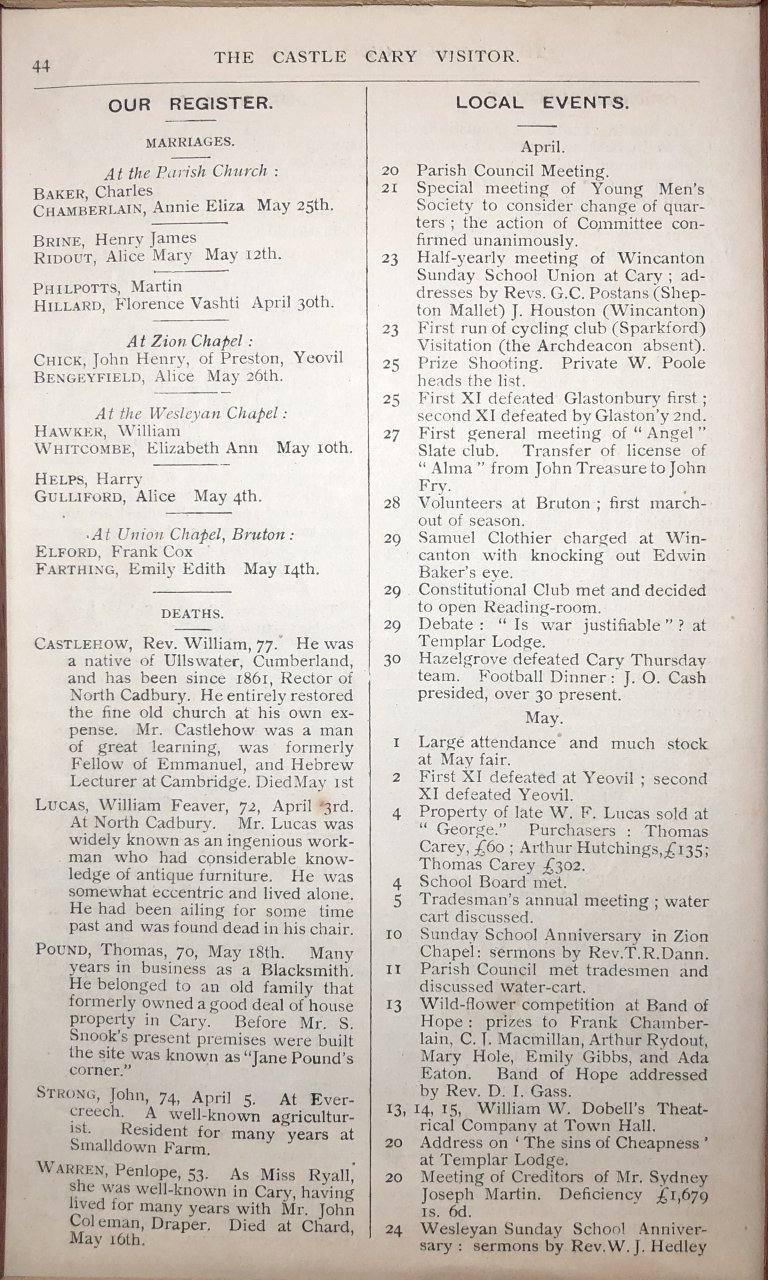 44
THE CASTLE CARY VISITOR.
OUR REGISTER.
MARRIAGES.
At the Parish Church :
BAKER, Charles
CHAMBERLAIN, Annie Eliza May 25th.
BRINE, Henry James
RIDOUT, Alice Mary May 12th.
PHILPOTTS, Martin
HILLARD, Florence Vashti April 30th.
At Zion Chapel :
CHICK, John Henry, of Preston, Yeovil
BENGEYFIELD, Alice May 26th.
At the Wesleyan Chapel :
HAWKER, William
WHITCOMBE, Elizabeth Ann May 10th.
HELPS, Harry
GULLIFORD, Alice May 4th.
At Union Chapel, Bruton :
ELFORD, Frank Cox
FARTHING, Emily Edith May 14th.
DEATHS.
CASTLEHOW, Rev. William, 77. He was
a native of Ullswater, Cumberland,
and has been since 1861, Rector of
North Cadbury. He entirely restored
the fine old church at his own ex-
pense. Mr. Castlehow was a man
of great learning, was formerly
Fellow of Emmanuel, and Hebrew
Lecturer at Cambridge. Died May 1st
LUCAS, William Feaver, 72, April 3rd.
At North Cadbury. Mr. Lucas was
widely known as an ingenious work-
man who had considerable know-
ledge of antique furniture. He was
somewhat eccentric and lived alone.
He had been ailing for some time
past and was found dead in his chair.
POUND, Thomas, 70, May 18th. Many
years in business as a Blacksmith.
He belonged to an old family that
formerly owned a good deal of house
property in Cary. Before Mr. S.
Snook's present premises were built
the site was known as "Jane Pound's
corner."
STRONG, John, 74, April 5. At Ever-
creech. A well-known agricultur-
ist. Resident for many years at
Smalldown Farm.
WARREN, Penlope, 53. As Miss Ryall,
she was well-known in Cary, having
lived for many years with Mr. John
Coleman, Draper. Died at Chard,
May 16th.
LOCAL EVENTS.
April.
20 Parish Council Meeting.
21 Special meeting of Young Men's
Society to consider change of quar-
ters ; the action of Committee con-
firmed unanimously.
23 Half-yearly meeting of Wincanton
Sunday School Union at Cary ; ad-
dresses by Revs. G.C. Postans (Shep-
ton Mallet) J. Houston (Wincanton)
23 First run of cycling club (Sparkford)
Visitation (the Archdeacon absent).
25 Prize Shooting. Private W. Poole
heads the list.
25 First XI defeated Glastonbury first ;
second XI defeated by Glaston'y 2nd.
27 First general meeting of " Angel "
Slate club. Transfer of license of
" Alma " from John Treasure to John
Fry.
28 Volunteers at Bruton ; first march-
out of season.
29 Samuel Clothier charged at Win-
canton with knocking out Edwin
Baker's eye.
29 Constitutional Club met and decided
to open Reading-room.
29 Debate : " Is war justifiable " ? at
Templar Lodge.
30 Hazelgrove defeated Cary Thursday
team. Football Dinner : J. O. Cash
presided, over 30 present.
May.
1 Large attendance and much stock
at May fair.
2 First XI defeated at Yeovil ; second
XI defeated Yeovil.
4 Property of late W. F. Lucas sold at
" George." Purchasers : Thomas
Carey, £60 ; Arthur Hutchings, £135;
Thomas Carey £302.
4 School Board met.
5 Tradesman's annual meeting ; water
cart discussed.
10 Sunday School Anniversary in Zion
Chapel: sermons by Rev.T.R.Dann.
11 Parish Council met tradesmen and
discussed water-cart.
13 Wild-flower competition at Band of
Hope : prizes to Frank Chamber-
lain, C. I. Macmillan, Arthur Rydout,
Mary Hole, Emily Gibbs, and Ada
Eaton. Band of Hope addressed
by Rev. D. I. Gass.
13, 14, 15, William W. Dobell's Theat-
rical Company at Town Hall.
20 Address on ' The sins of Cheapness '
at Templar Lodge.
20 Meeting of Creditors of Mr. Sydney
Joseph Martin. Deficiency £1,679
1s. 6d.
24 Wesleyan Sunday School Anniver-
sary : sermons by Rev.W. J. Hedley